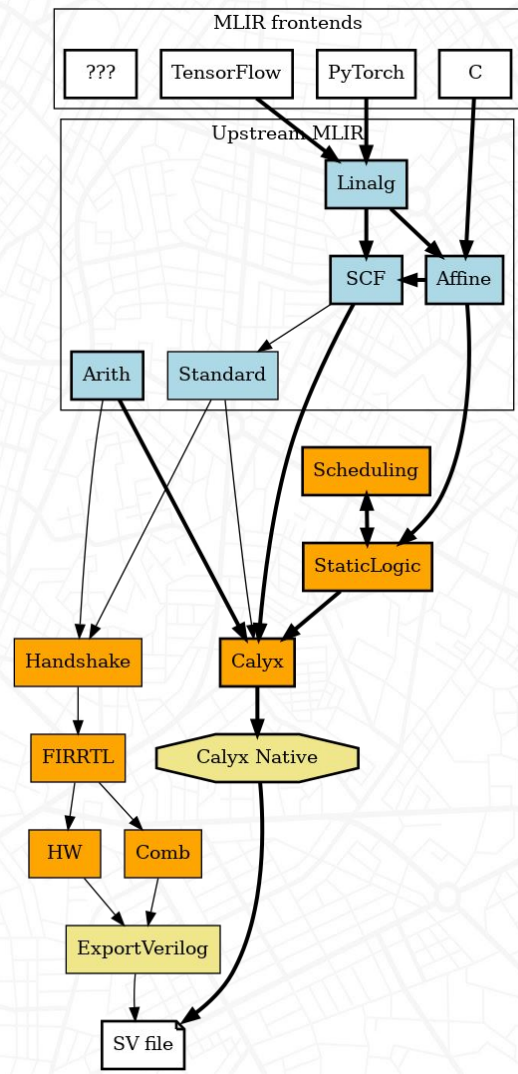 MLIR frontends
???
TensorFlow
PyTorch
C
Upstream MLIR
Linalg
SCF
Affine
Arith
Standard
Scheduling
StaticLogic
Handshake
Calyx
FIRRTL
Calyx Native
HW
Comb
ExportVerilog
SV file